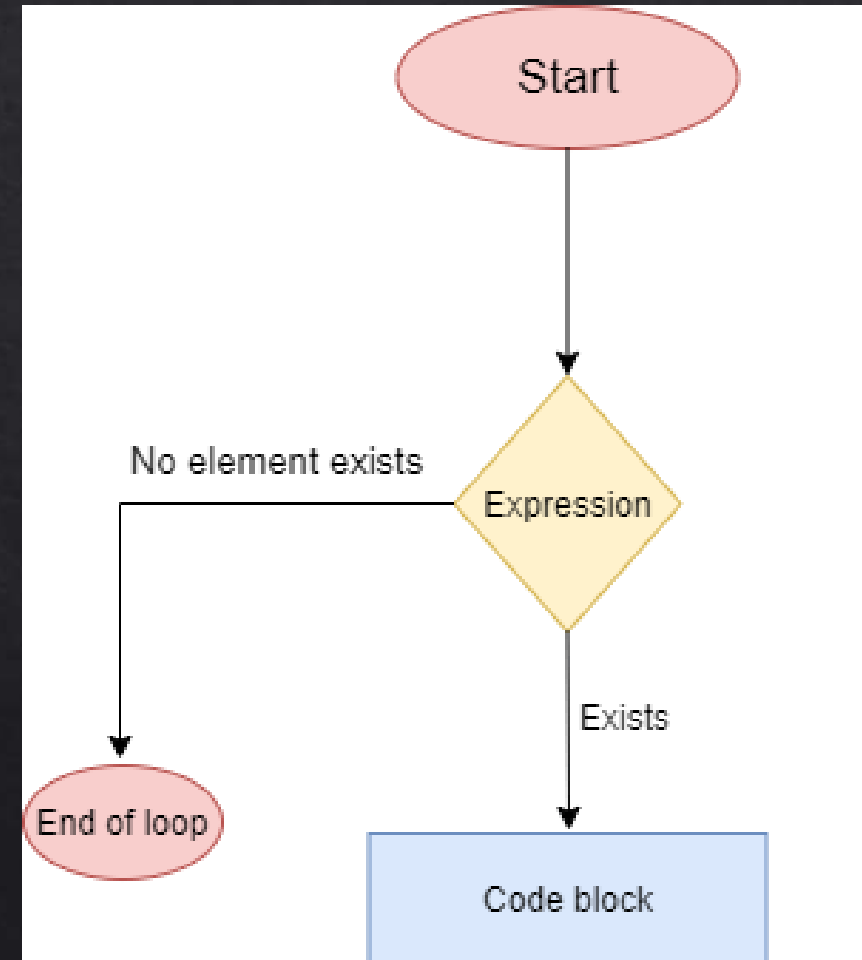 Start
No element exists
Expression
Exists
End of loop
Code block